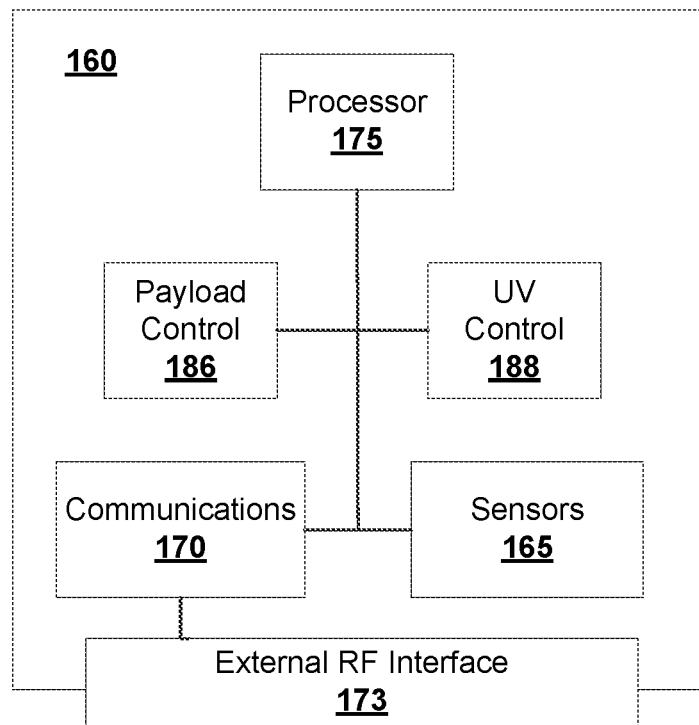 160
Processor
175
Payload
Control
186
UV
Control
188
Communications
170
Sensors
165
External RF Interface
173